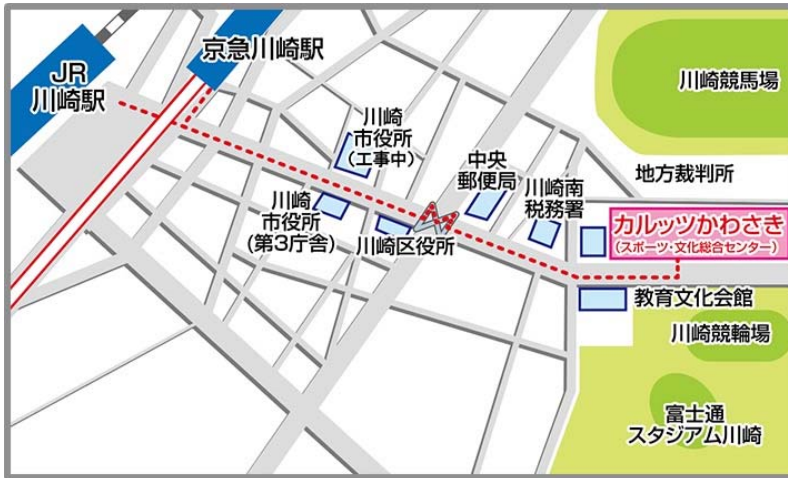 京急川崎駅
JR
川崎駅
川崎競馬場
川崎
市役所
(工事中)
中央
郵便局
地方裁判所
川崎南
税務署
川崎
市役所
(第3庁舎)
川崎区役所
カルッツかわさき
(スポーツ・文化総合センター)
教育文化会館
川崎競輪場
富士通
スタジアム川崎